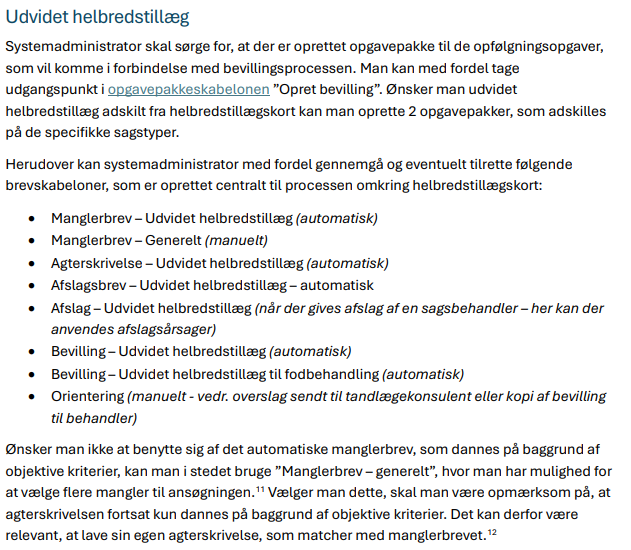 Udvidet helbredstillæg
Systemadministrator skal sørge for, at der er oprettet opgavepakke til de opfølgningsopgaver,
som vil komme i forbindelse med bevillingsprocessen. Man kan med fordel tage
udgangspunkt i opgavepakkeskabelonen ”Opret bevilling”. Ønsker man udvidet
helbredstillæg adskilt fra helbredstillægskort kan man oprette 2 opgavepakker, som adskilles
på de specifikke sagstyper.
Herudover kan systemadministrator med fordel gennemgå og eventuelt tilrette følgende
brevskabeloner, som er oprettet centralt til processen omkring helbredstillægskort:
• Manglerbrev – Udvidet helbredstillæg (automatisk)
• Manglerbrev – Generelt (manuelt)
• Agterskrivelse – Udvidet helbredstillæg (automatisk)
• Afslagsbrev – Udvidet helbredstillæg – automatisk
• Afslag – Udvidet helbredstillæg (når der gives afslag af en sagsbehandler – her kan der
anvendes afslagsårsager)
• Bevilling – Udvidet helbredstillæg (automatisk)
• Bevilling – Udvidet helbredstillæg til fodbehandling (automatisk)
• Orientering (manuelt - vedr. overslag sendt til tandlægekonsulent eller kopi af bevilling
til behandler)
Ønsker man ikke at benytte sig af det automatiske manglerbrev, som dannes på baggrund af
objektive kriterier, kan man i stedet bruge ”Manglerbrev – generelt”, hvor man har mulighed for
at vælge flere mangler til ansøgningen.¹¹ Vælger man dette, skal man være opmærksom på, at
agterskrivelsen fortsat kun dannes på baggrund af objektive kriterier. Det kan derfor være
relevant, at lave sin egen agterskrivelse, som matcher med manglerbrevet.¹²